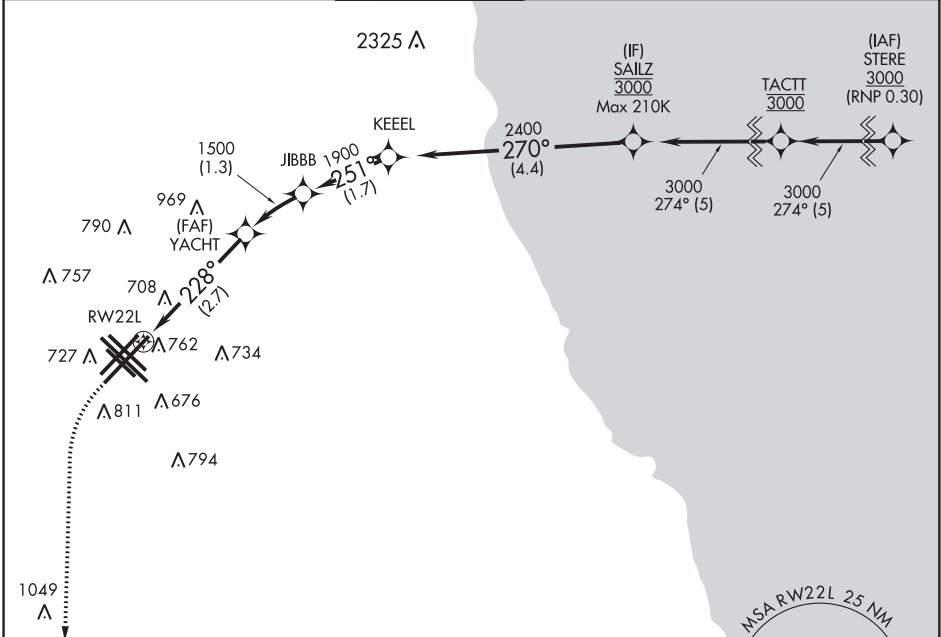 2325
(IF)
SAILZ
3000
Max 210K
TACTT
3000
(IAF)
STERE
3000
(RNP 0.30)
KEEEL
2400
270°
(4.4)
1500
(1.3)
JIBBB
1900
251°
(1.7)
3000
274° (5)
3000
274° (5)
969
790
(FAF)
YACHT
757
708
228°
(2.7)
RW22L
727
762
734
811
676
794
1049
MSA RW22L 25 NM